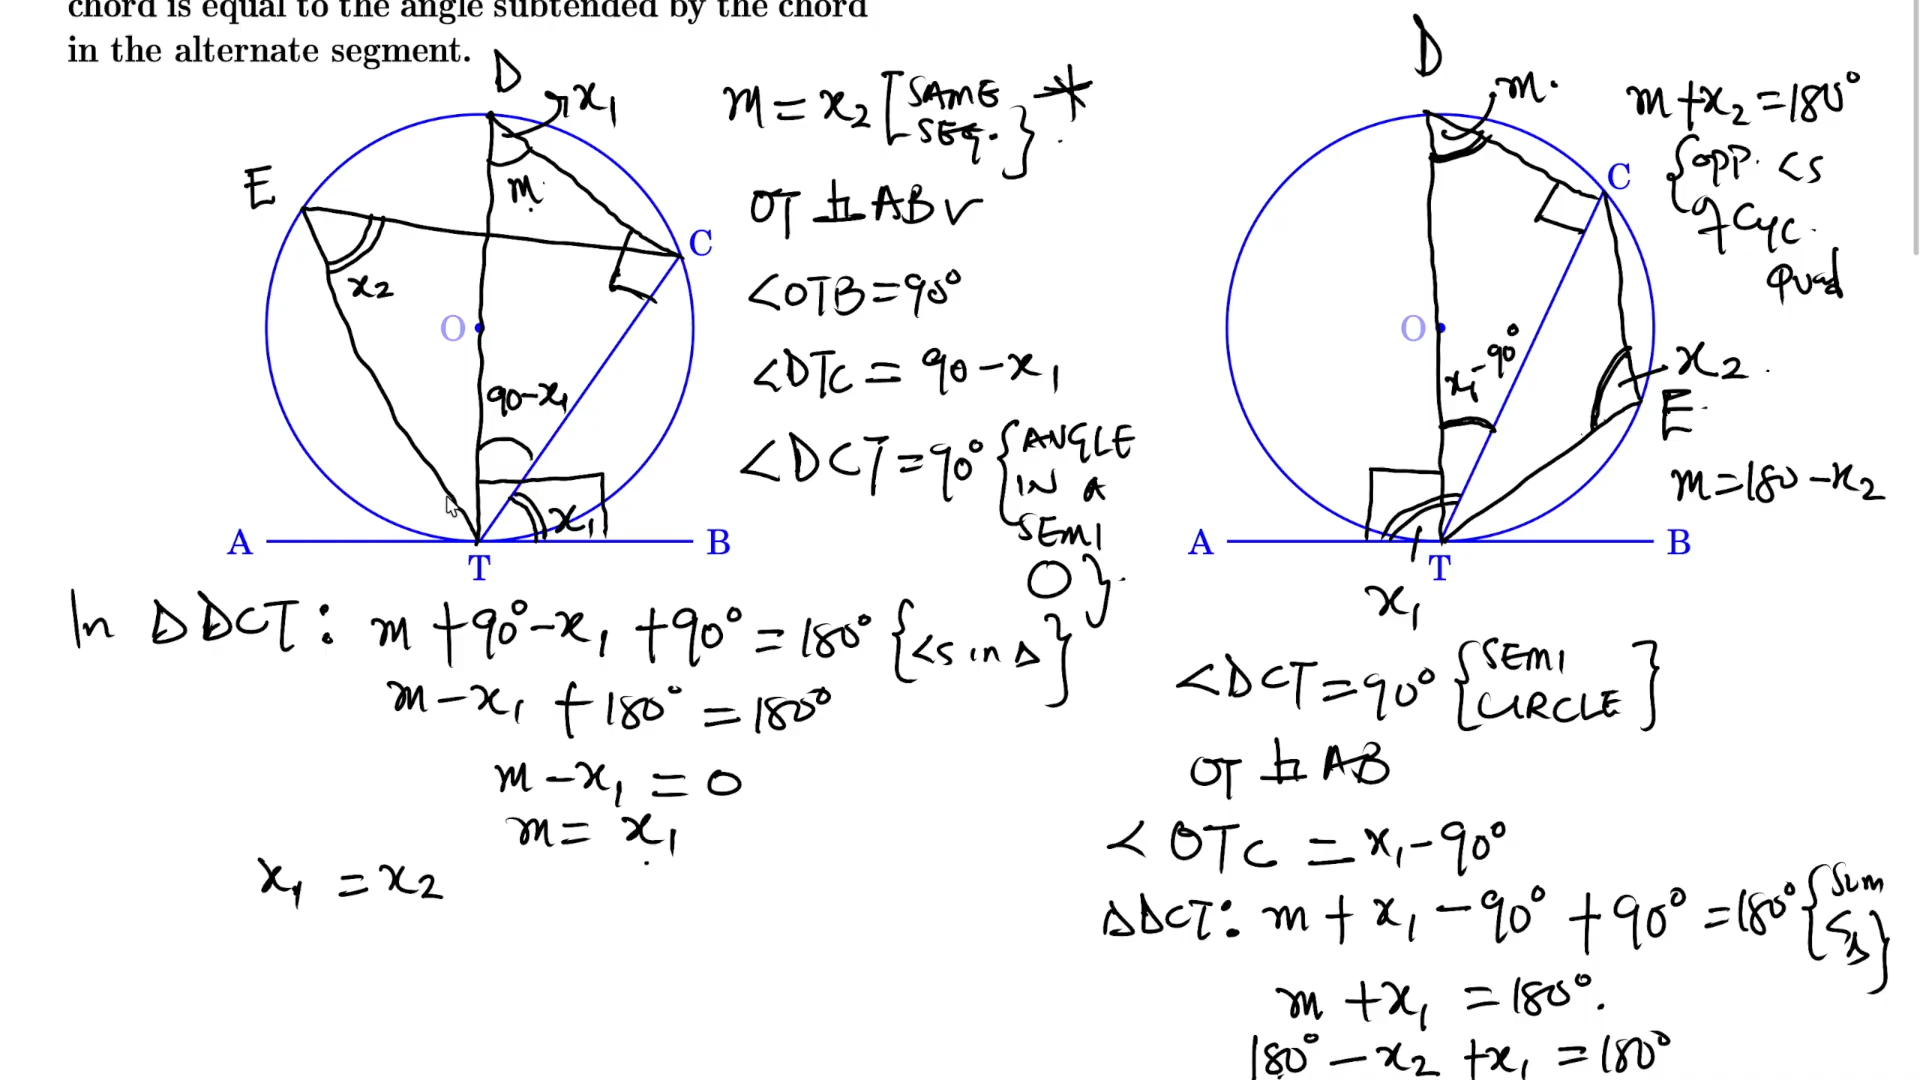 chord is equal to the angle subtended by the chord
in the alternate segment.
D
x₁
E
m
x₂
C
O
90-x₁
x₁
A
B
T
m = x₂ [SAME SEG.} *
OT ⊥ AB ✓
<OTB = 90°
<DTC = 90 - x₁
<DCT = 90° {ANGLE
IN A
SEMI
O}
In △DCT: m + 90° - x₁ + 90° = 180° {<s in △}
m - x₁ + 180° = 180°
m - x₁ = 0
m = x₁
x₁ = x₂
D
m.
C
O
x₁ - 90°
x₂
E
A
B
T
x₁
m + x₂ = 180°
{opp. <s
of cyc.
quad
m = 180 - x₂
<DCT = 90° {SEMI
CIRCLE}
OT ⊥ AB
<OTC = x₁ - 90°
△DCT: m + x₁ - 90° + 90° = 180° {sum
<s △}
m + x₁ = 180°.
180° - x₂ + x₁ = 180°